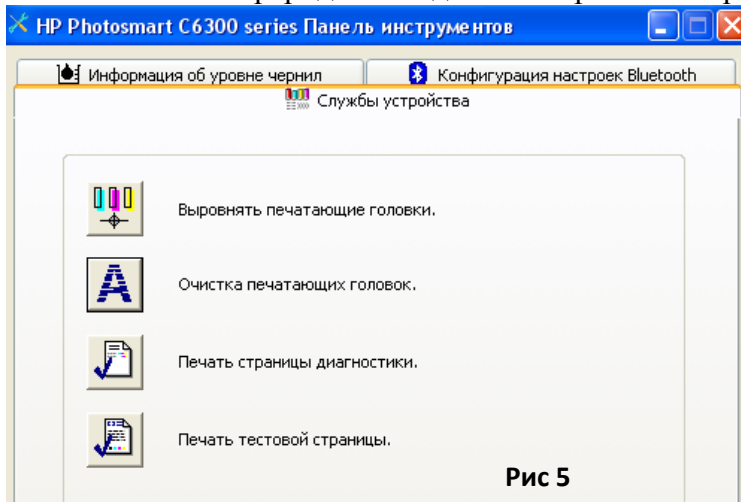 HP Photosmart C6300 series Панель инструментов
Информация об уровне чернил
Конфигурация настроек Bluetooth
Службы устройства
Выровнять печатающие головки.
Очистка печатающих головок.
Печать страницы диагностики.
Печать тестовой страницы.
Рис 5